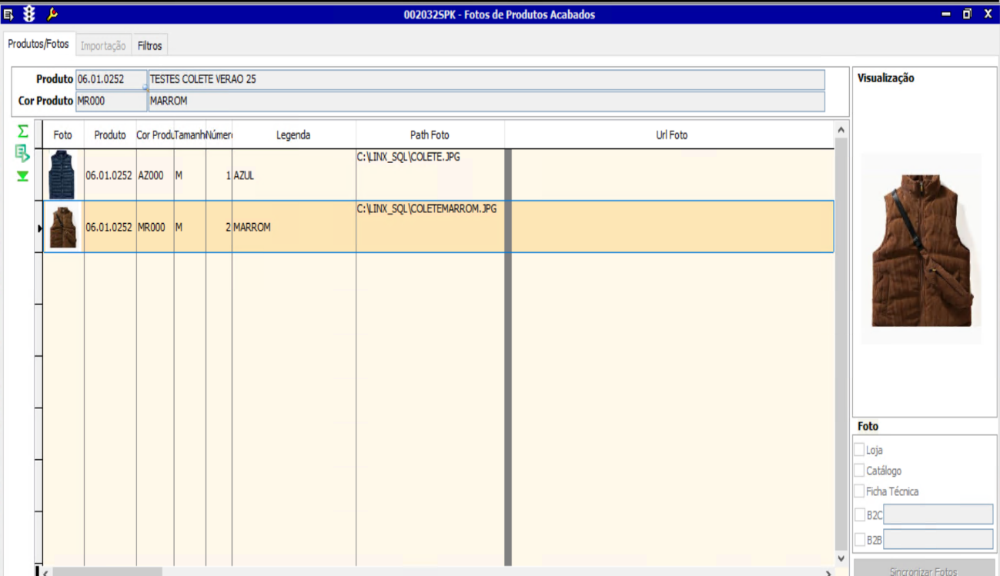 002032SPK - Fotos de Produtos Acabados
Produtos/Fotos Importação Filtros
Produto 06.01.0252 TESTES COLETE VERAO 25
Cor Produto MR000 MARROM
Visualização
Foto Produto Cor Produ Tamanh Númer Legenda Path Foto Url Foto
06.01.0252 AZ000 M 1 AZUL C:\LINX_SQL\COLETE.JPG
06.01.0252 MR000 M 2 MARROM C:\LINX_SQL\COLETEMARROM.JPG
Foto
Loja
Catálogo
Ficha Técnica
B2C
B2B
Sincronizar Fotos